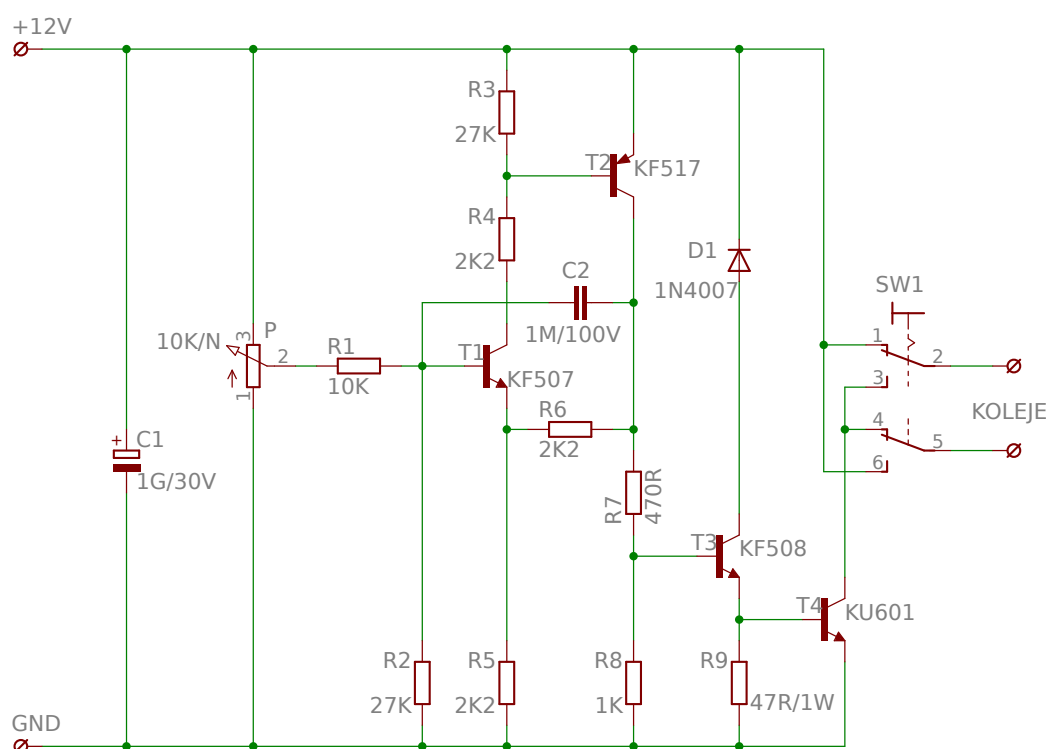 +12V
R3
27K
T2
KF517
R4
2K2
D1
1N4007
C2
1M/100V
SW1
10K/N
3
P
2
1
R1
10K
T1
KF507
1
2
3
KOLEJE
R6
2K2
4
5
6
+
C1
1G/30V
R7
470R
T3
KF508
T4
KU601
R2
27K
R5
2K2
R8
1K
R9
47R/1W
GND